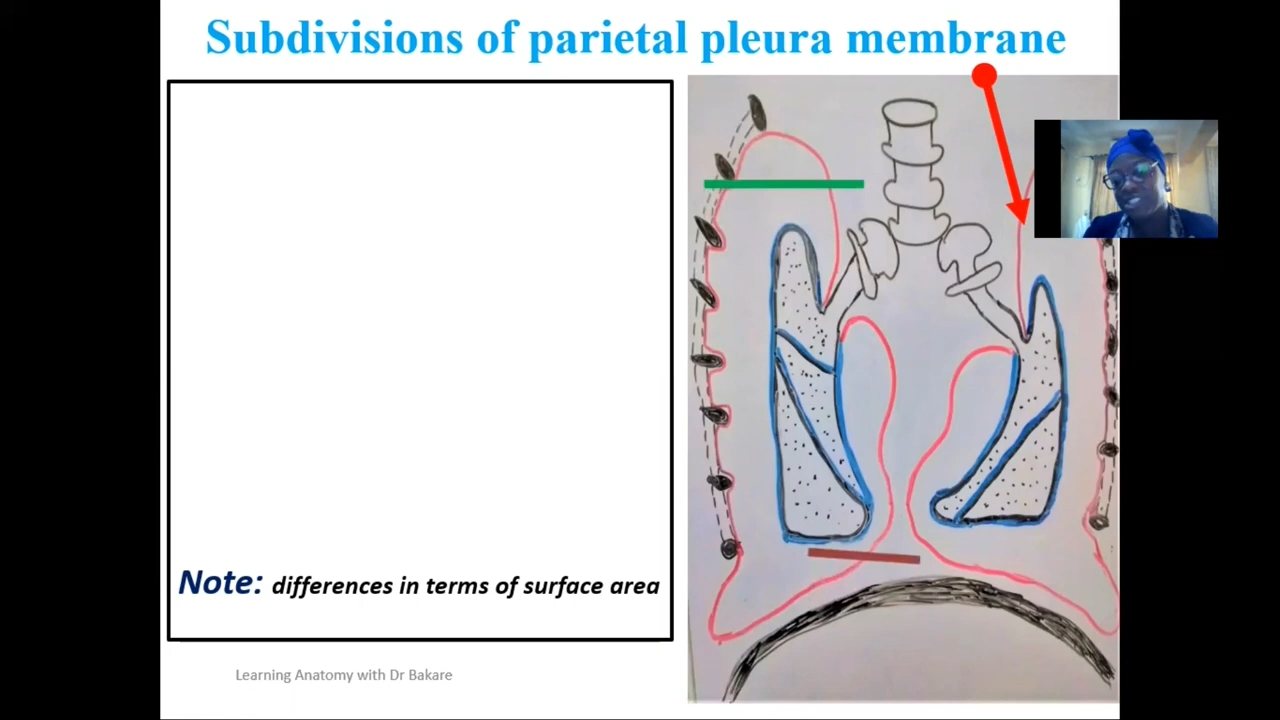 Subdivisions of parietal pleura membrane
Note: differences in terms of surface area
Learning Anatomy with Dr Bakare